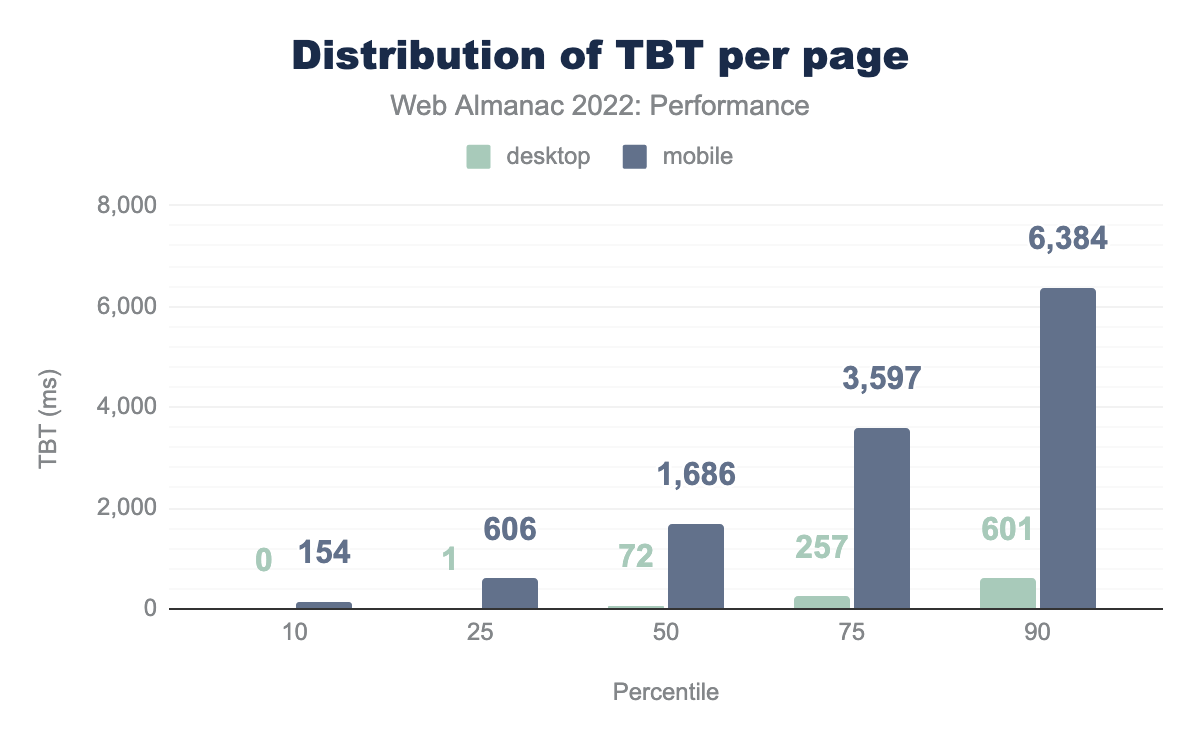 Distribution of TBT per page
Web Almanac 2022: Performance
desktop mobile
8,000
6,384
6,000
TBT (ms)
4,000
3,597
2,000
1,686
606
601
257
72
154
0
1
0
10 25 50 75 90
Percentile